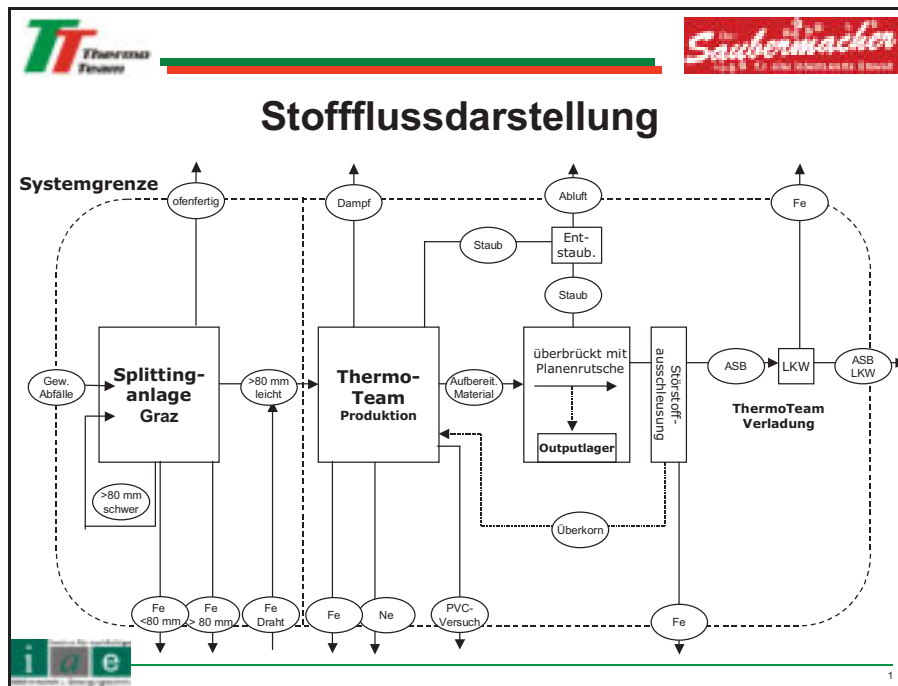 TT Thermo
Team
Saubermacher
Stoffflussdarstellung
Systemgrenze
ofenfertig
Dampf
Abluft
Fe
Staub
Ent-
staub.
Staub
Gew.
Abfälle
Splitting-
anlage
Graz
>80 mm
leicht
Thermo-
Team
Produktion
Aufbereit.
Material
überbrückt mit
Planenrutsche
Outputlager
Störstoff-
ausschleusung
ASB
LKW
ASB
LKW
ThermoTeam
Verladung
>80 mm
schwer
Überkorn
Fe
<80 mm
Fe
> 80 mm
Fe
Draht
Fe
Ne
PVC-
Versuch
Fe
iae
1